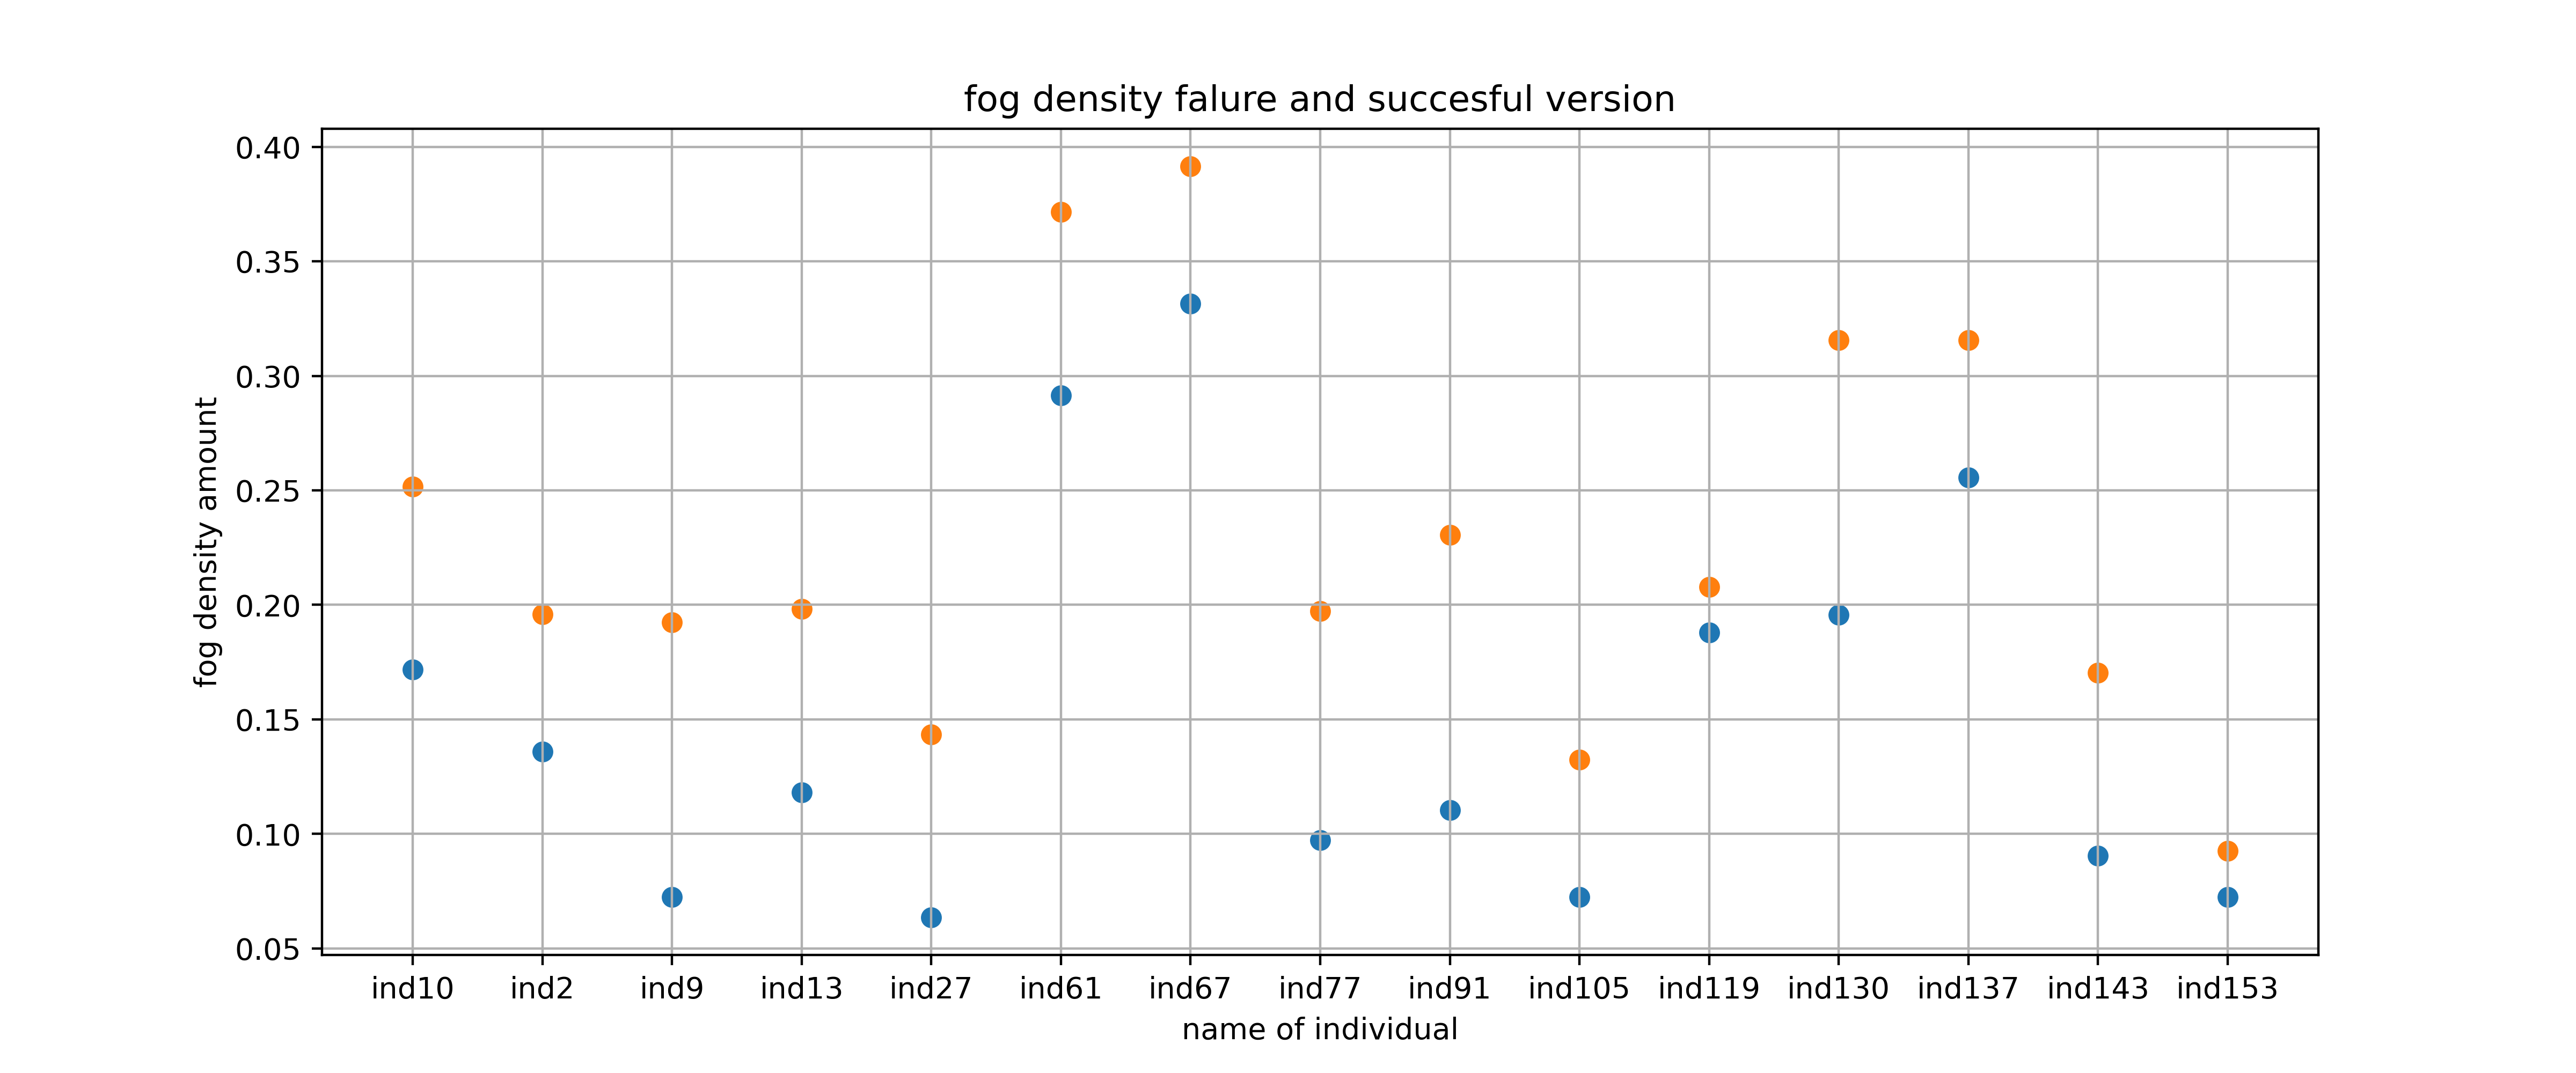 fog density falure and succesful version
0.40
0.35
0.30
0.25
0.20
0.15
0.10
0.05
fog density amount
ind10 ind2 ind9 ind13 ind27 ind61 ind67 ind77 ind91 ind105 ind119 ind130 ind137 ind143 ind153
name of individual